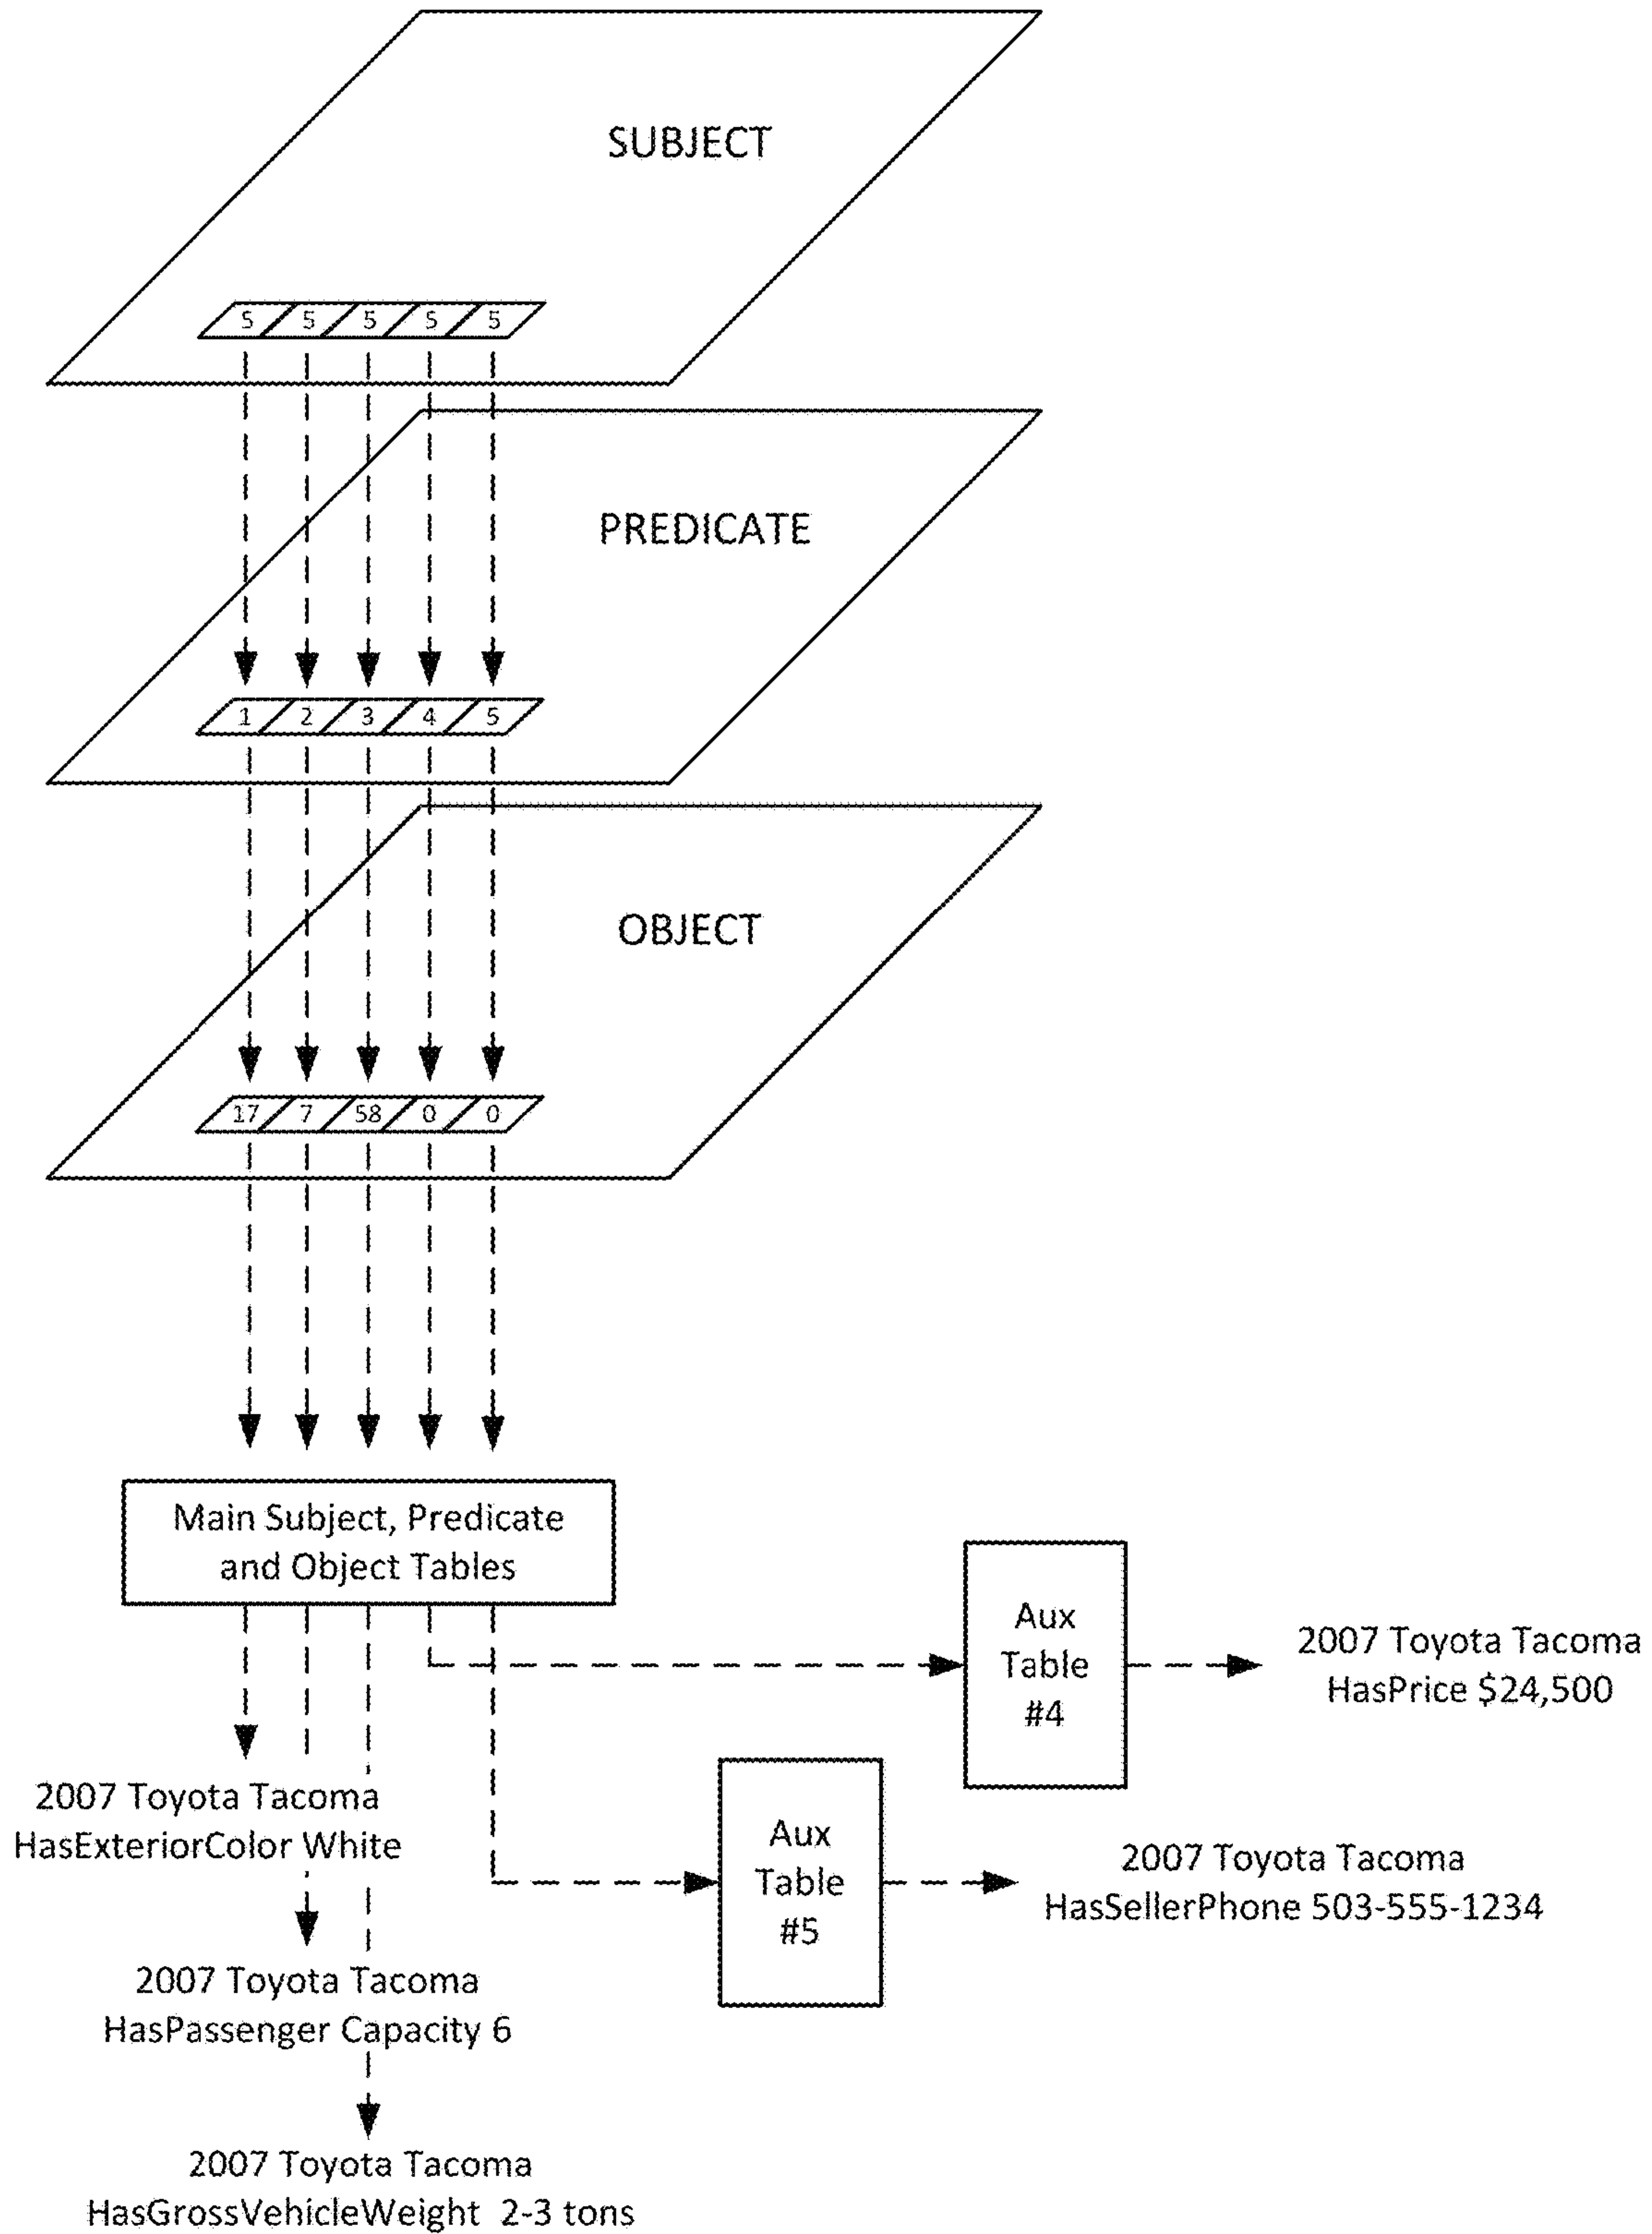 SUBJECT
5 5 5 5 5
PREDICATE
1 2 3 4 5
OBJECT
17 7 58 0 0
Main Subject, Predicate
and Object Tables
Aux
Table
#4
2007 Toyota Tacoma
HasPrice $24,500
2007 Toyota Tacoma
HasExteriorColor White
Aux
Table
#5
2007 Toyota Tacoma
HasSellerPhone 503-555-1234
2007 Toyota Tacoma
HasPassenger Capacity 6
2007 Toyota Tacoma
HasGrossVehicleWeight 2-3 tons